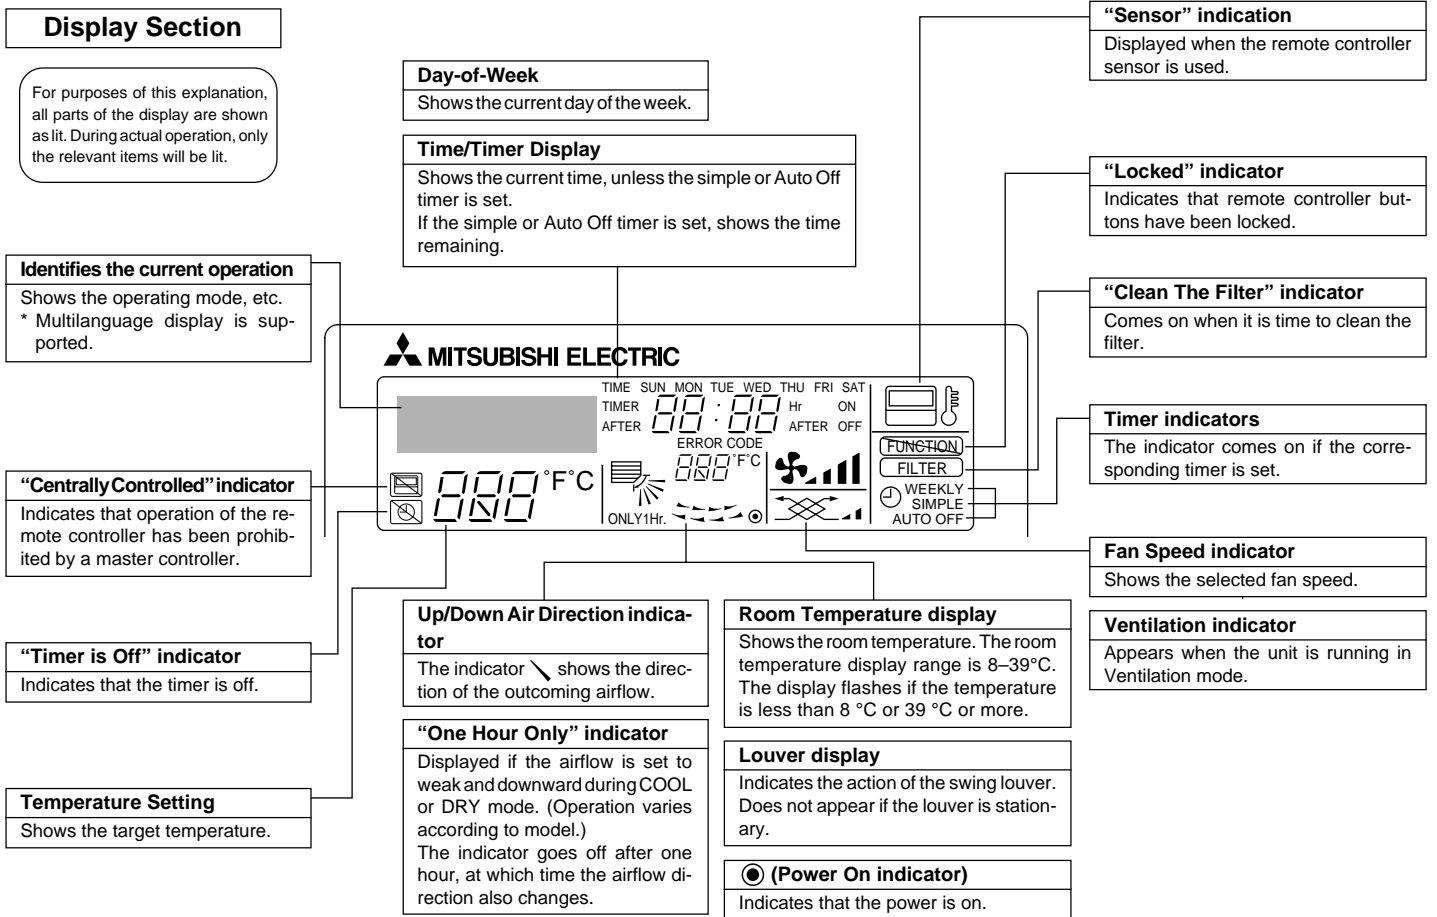 Display Section
For purposes of this explanation,
all parts of the display are shown
as lit. During actual operation, only
the relevant items will be lit.
Identifies the current operation
Shows the operating mode, etc.
* Multilanguage display is sup-
ported.
"Centrally Controlled" indicator
Indicates that operation of the re-
mote controller has been prohib-
ited by a master controller.
"Timer is Off" indicator
Indicates that the timer is off.
Temperature Setting
Shows the target temperature.
Day-of-Week
Shows the current day of the week.
Time/Timer Display
Shows the current time, unless the simple or Auto Off
timer is set.
If the simple or Auto Off timer is set, shows the time
remaining.
MITSUBISHI ELECTRIC
TIME SUN MON TUE WED THU FRI SAT
TIMER 88:88 Hr ON
AFTER AFTER OFF
ERROR CODE
888°F°C
888°F°C
ONLY1Hr.
FUNCTION
FILTER
WEEKLY
SIMPLE
AUTO OFF
Up/Down Air Direction indica-
tor
The indicator shows the direc-
tion of the outcoming airflow.
"One Hour Only" indicator
Displayed if the airflow is set to
weak and downward during COOL
or DRY mode. (Operation varies
according to model.)
The indicator goes off after one
hour, at which time the airflow di-
rection also changes.
Room Temperature display
Shows the room temperature. The room
temperature display range is 8–39°C.
The display flashes if the temperature
is less than 8 °C or 39 °C or more.
Louver display
Indicates the action of the swing louver.
Does not appear if the louver is station-
ary.
(Power On indicator)
Indicates that the power is on.
"Sensor" indication
Displayed when the remote controller
sensor is used.
"Locked" indicator
Indicates that remote controller but-
tons have been locked.
"Clean The Filter" indicator
Comes on when it is time to clean the
filter.
Timer indicators
The indicator comes on if the corre-
sponding timer is set.
Fan Speed indicator
Shows the selected fan speed.
Ventilation indicator
Appears when the unit is running in
Ventilation mode.